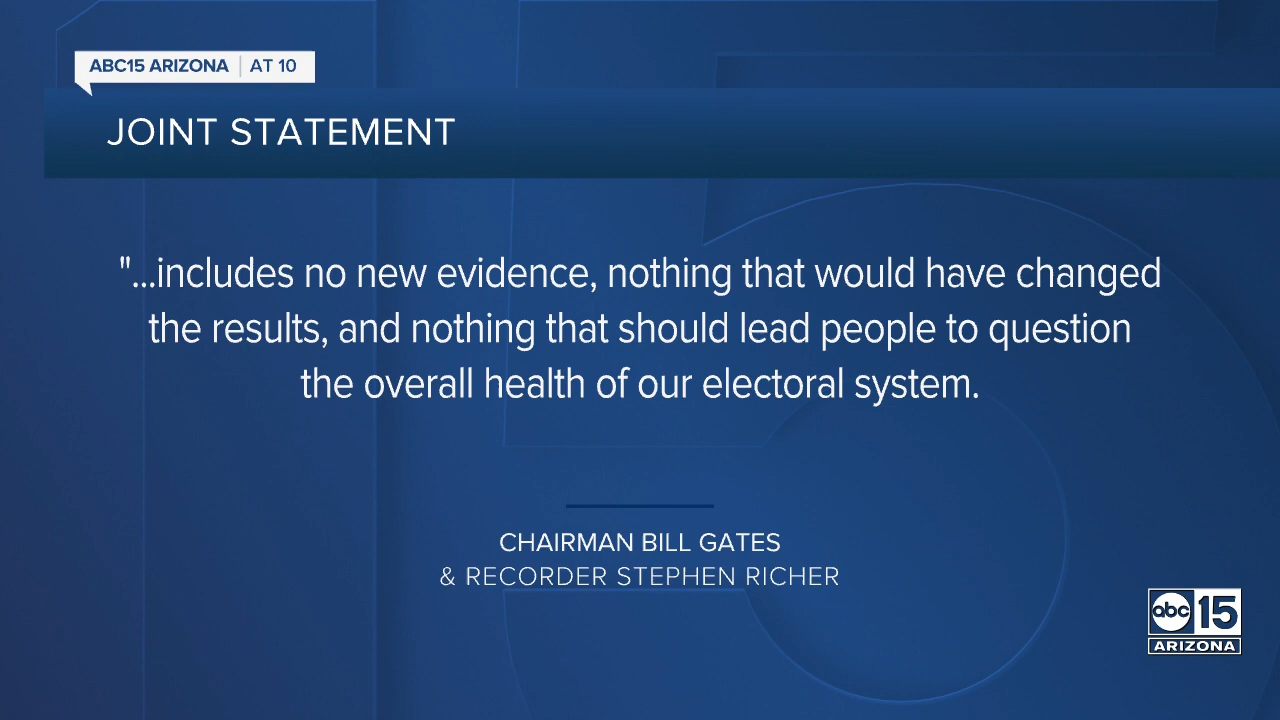 ABC15 ARIZONA | AT 10
JOINT STATEMENT
"...includes no new evidence, nothing that would have changed
the results, and nothing that should lead people to question
the overall health of our electoral system.
CHAIRMAN BILL GATES
& RECORDER STEPHEN RICHER
abc 15
ARIZONA